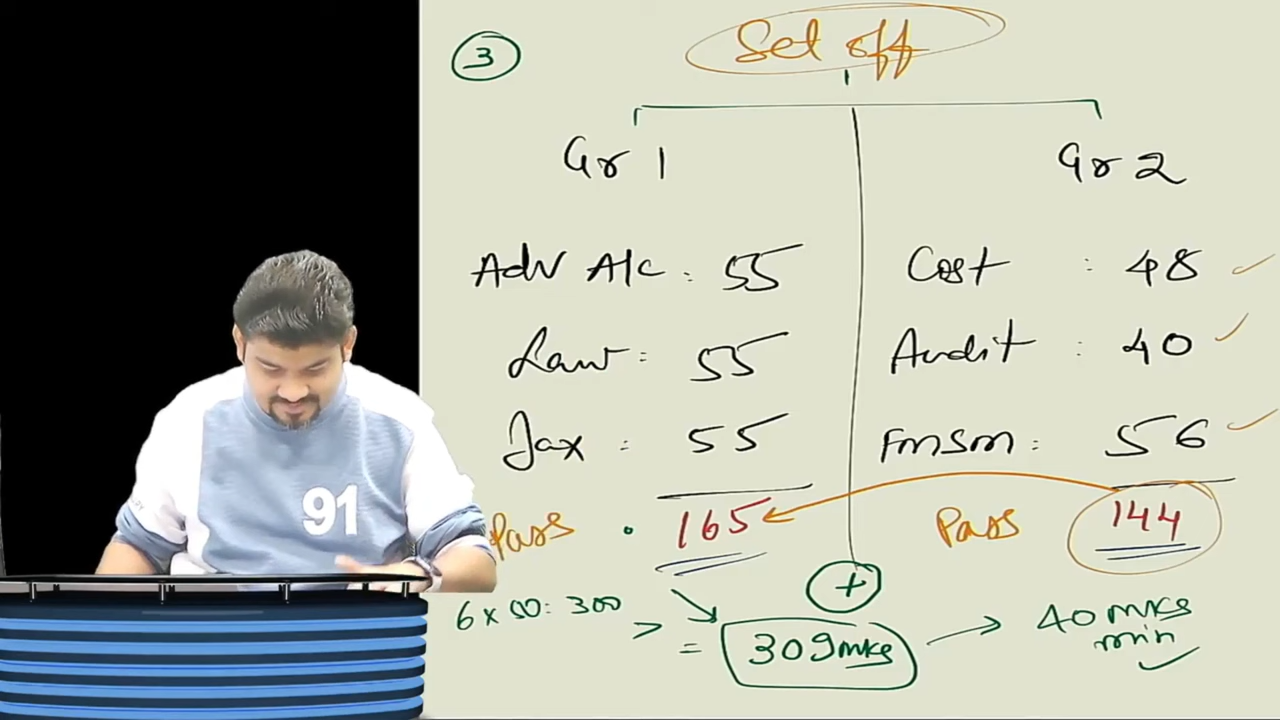 3
Set off
Gr 1
Gr 2
Adv A/c : 55
Cost : 48
Law : 55
Audit : 40
Tax : 55
FMSM : 56
Pass . 165
Pass 144
+
6 x 50 : 300 > = 309 mks
40 mks
min
91